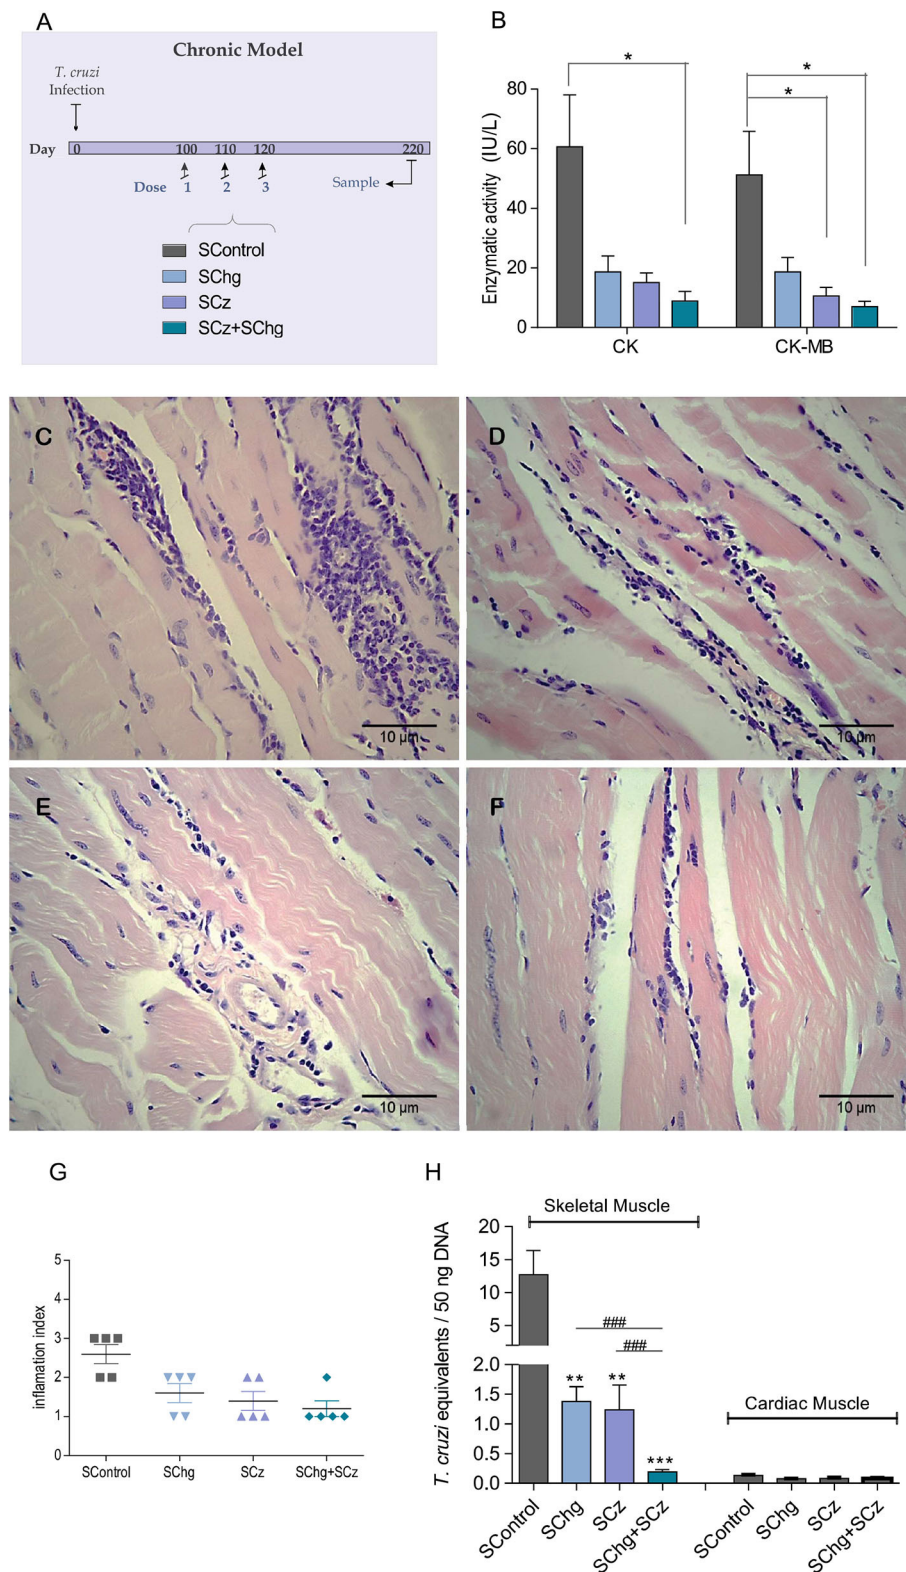 A
Chronic Model
T. cruzi
Infection
Day 0 100 110 120 220
Dose 1 2 3 Sample
SControl
SChg
SCz
SCz+SChg
B
Enzymatic activity (IU/L)
80
60
40
20
0
*
*
*
CK CK-MB
C
10 µm
D
10 µm
E
10 µm
F
10 µm
G
inflamation index
5
4
3
2
1
0
SControl SChg SCz SChg+SCz
H
T. cruzi equivalents / 50 ng DNA
Skeletal Muscle
20
15
10
5
2.0
1.5
1.0
0.5
0.0
###
###
** ** ***
Cardiac Muscle
SControl SChg SCz SChg+SCz SControl SChg SCz SChg+SCz